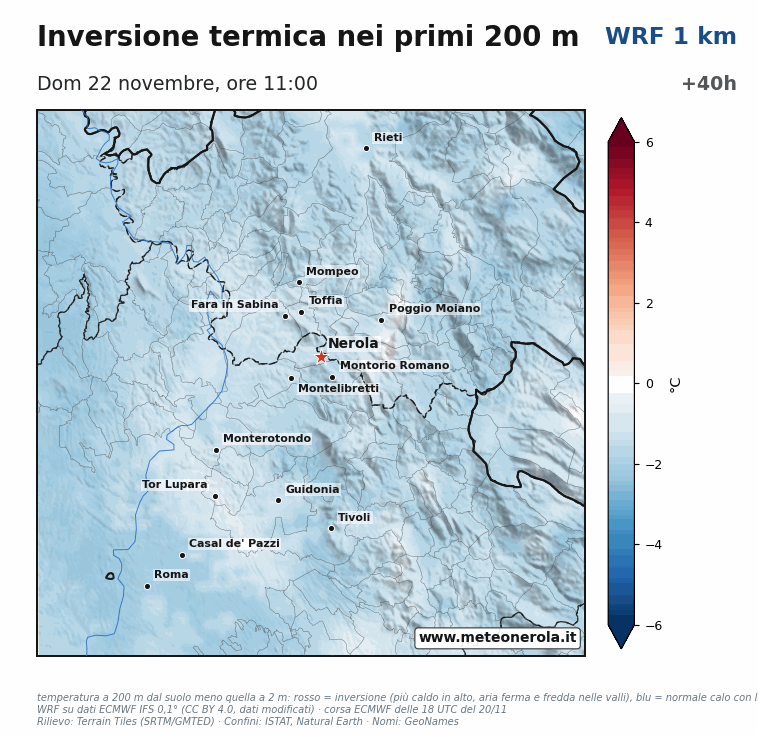 Inversione termica nei primi 200 m WRF 1 km
Dom 22 novembre, ore 11:00 +40h
Rieti
Mompeo
Fara in Sabina
Toffia
Poggio Moiano
Nerola
Montorio Romano
Montelibretti
Monterotondo
Tor Lupara
Guidonia
Tivoli
Casal de' Pazzi
Roma
www.meteonerola.it
6
4
2
0
−2
−4
−6
°C
temperatura a 200 m dal suolo meno quella a 2 m: rosso = inversione (più caldo in alto, aria ferma e fredda nelle valli), blu = normale calo con
WRF su dati ECMWF IFS 0,1° (CC BY 4.0, dati modificati) · corsa ECMWF delle 18 UTC del 20/11
Rilievo: Terrain Tiles (SRTM/GMTED) · Confini: ISTAT, Natural Earth · Nomi: GeoNames